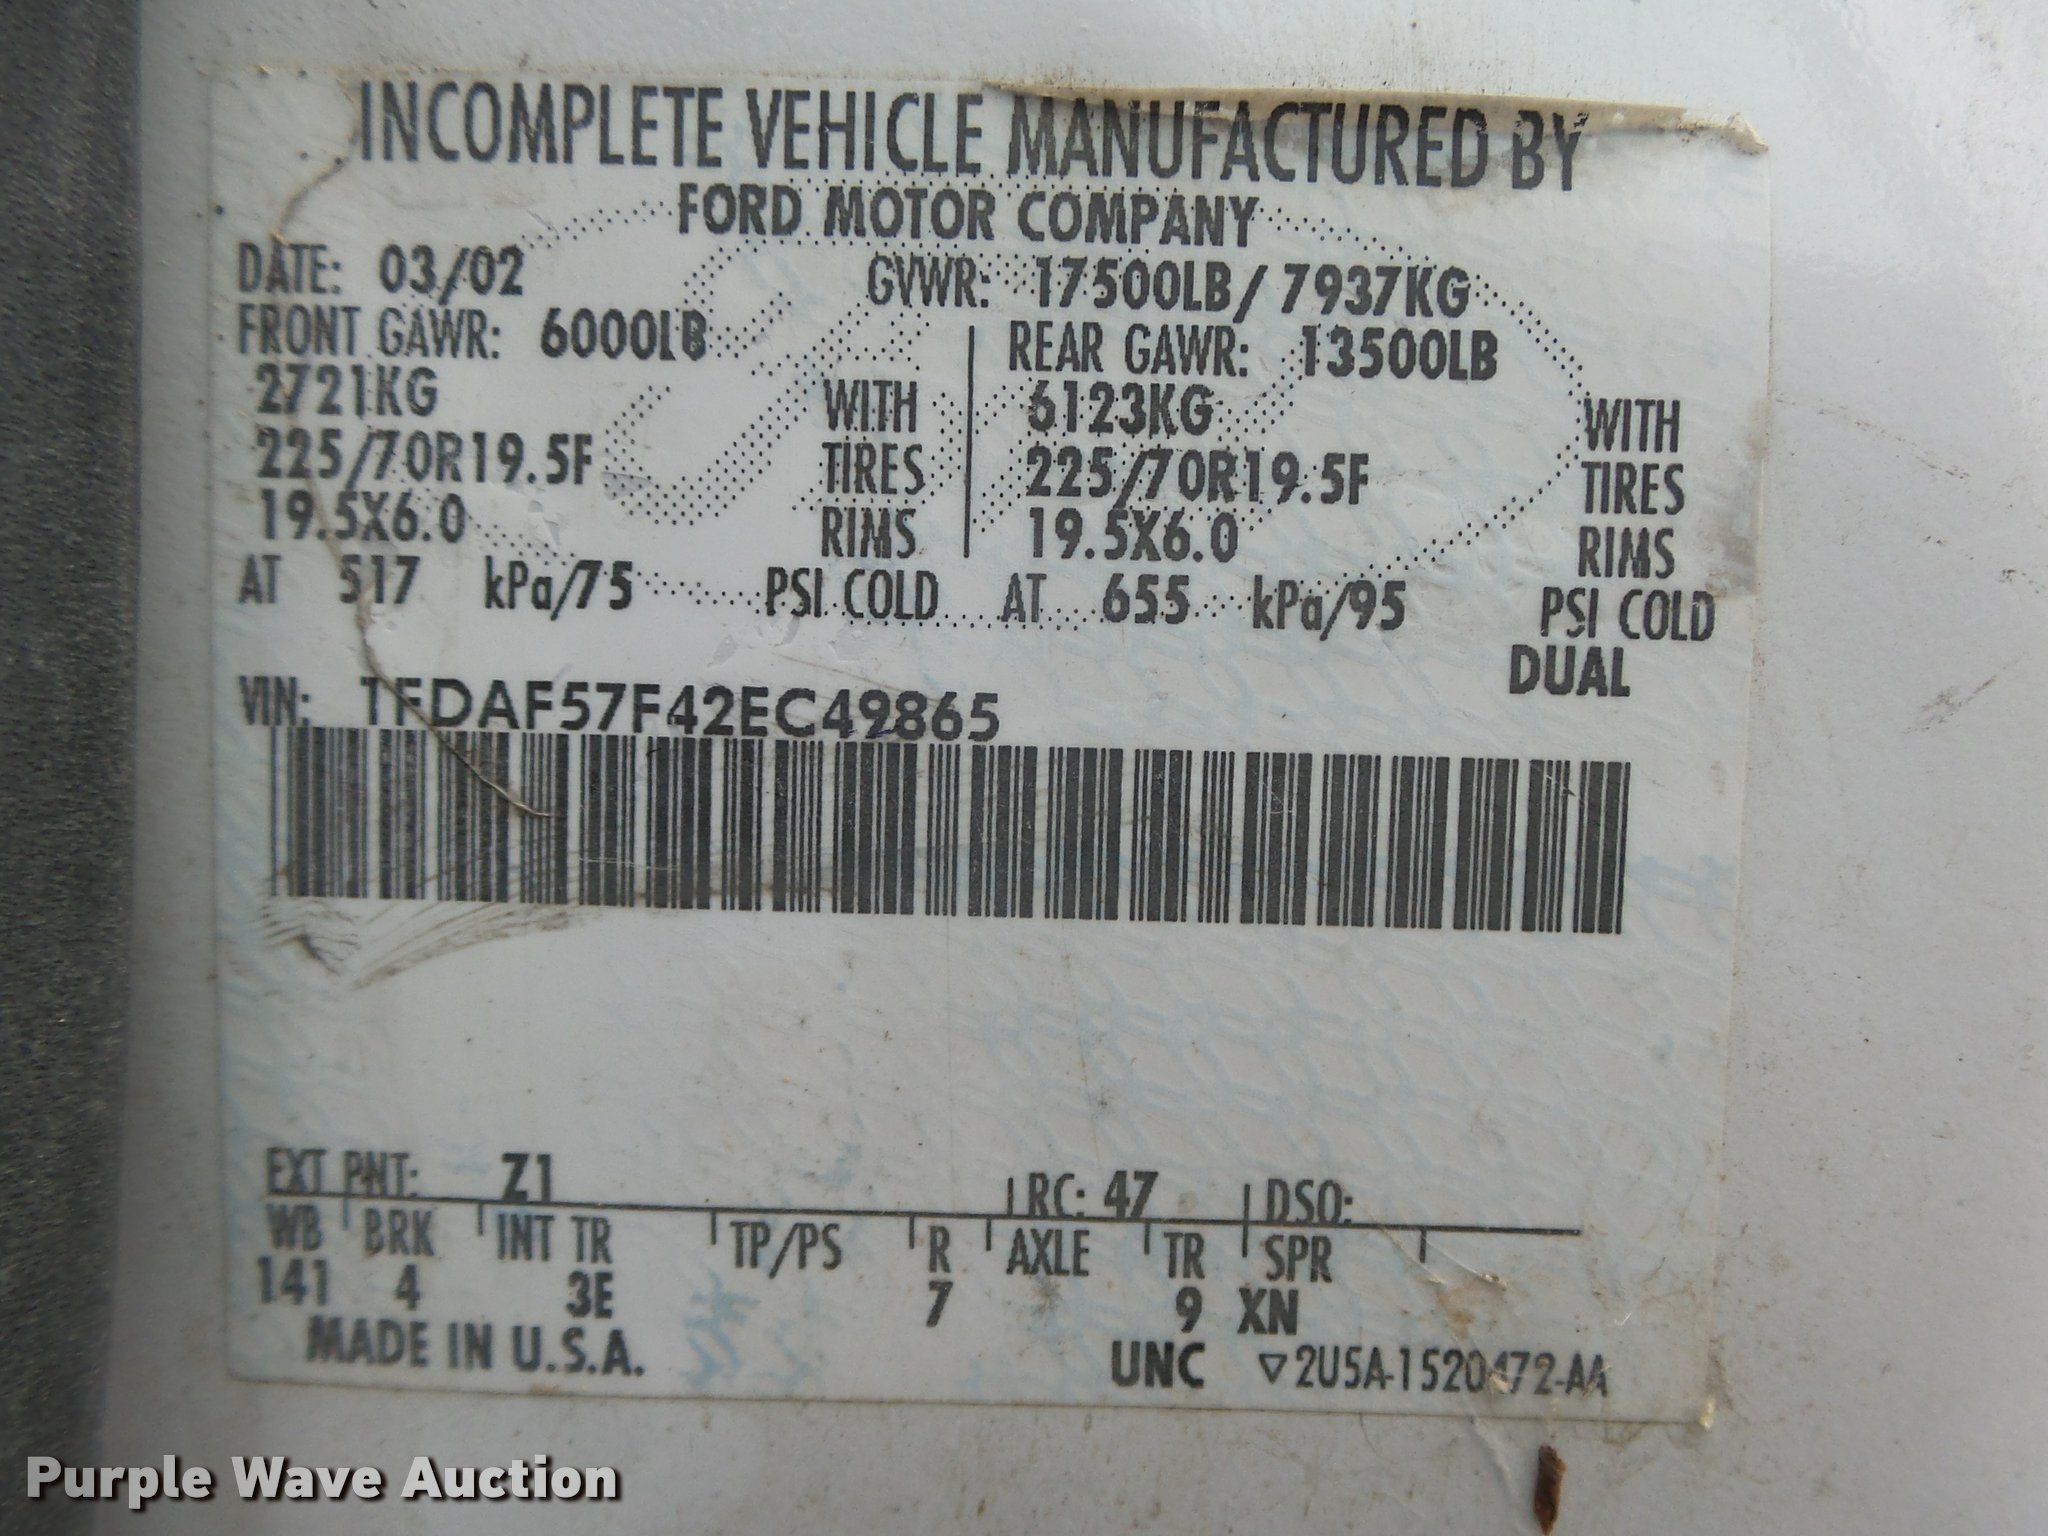 INCOMPLETE VEHICLE MANUFACTURED BY
FORD MOTOR COMPANY
DATE: 03/02 GVWR: 17500LB/ 7937KG
FRONT GAWR: 6000LB REAR GAWR: 13500LB
2721KG WITH 6123KG WITH
225/70R19.5F TIRES 225/70R19.5F TIRES
19.5X6.0 RIMS 19.5X6.0 RIMS
AT 517 kPa/75 PSI COLD AT 655 kPa/95 PSI COLD
DUAL
VIN: 1FDAF57F42EC49865
EXT PNT: Z1 RC: 47 DSO:
WB BRK INT TR TP/PS R AXLE TR SPR
141 4 3E 7 9 XN
MADE IN U.S.A. UNC ▽2U5A-1520472-AA
Purple Wave Auction